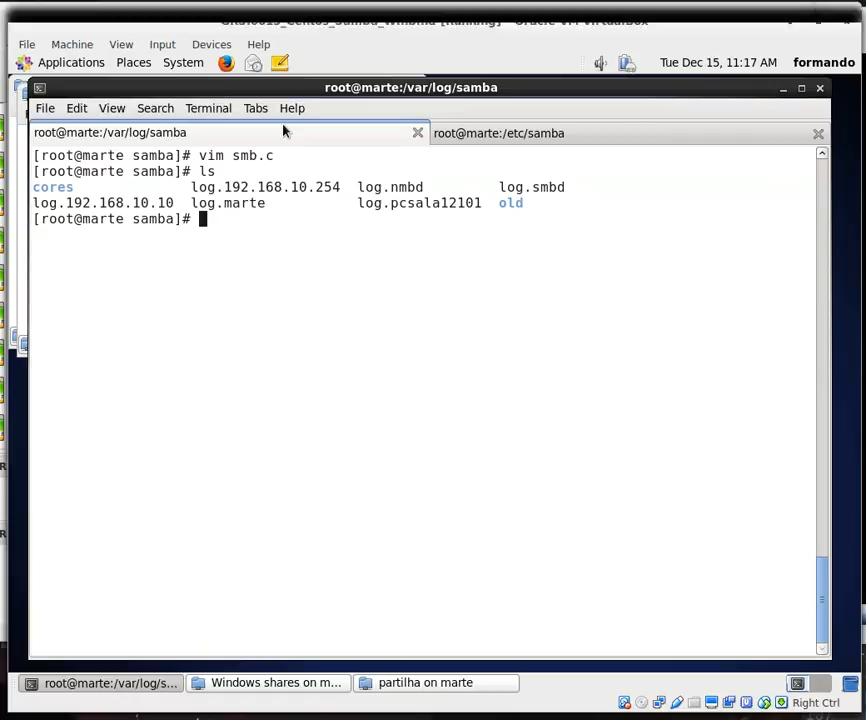 File Machine View Input Devices Help
Applications Places System Tue Dec 15, 11:17 AM formando
root@marte:/var/log/samba
File Edit View Search Terminal Tabs Help
root@marte:/var/log/samba root@marte:/etc/samba
[root@marte samba]# vim smb.c
[root@marte samba]# ls
cores log.192.168.10.254 log.nmbd log.smbd
log.192.168.10.10 log.marte log.pcsala12101 old
[root@marte samba]#
root@marte:/var/log/s... Windows shares on m... partilha on marte
Right Ctrl